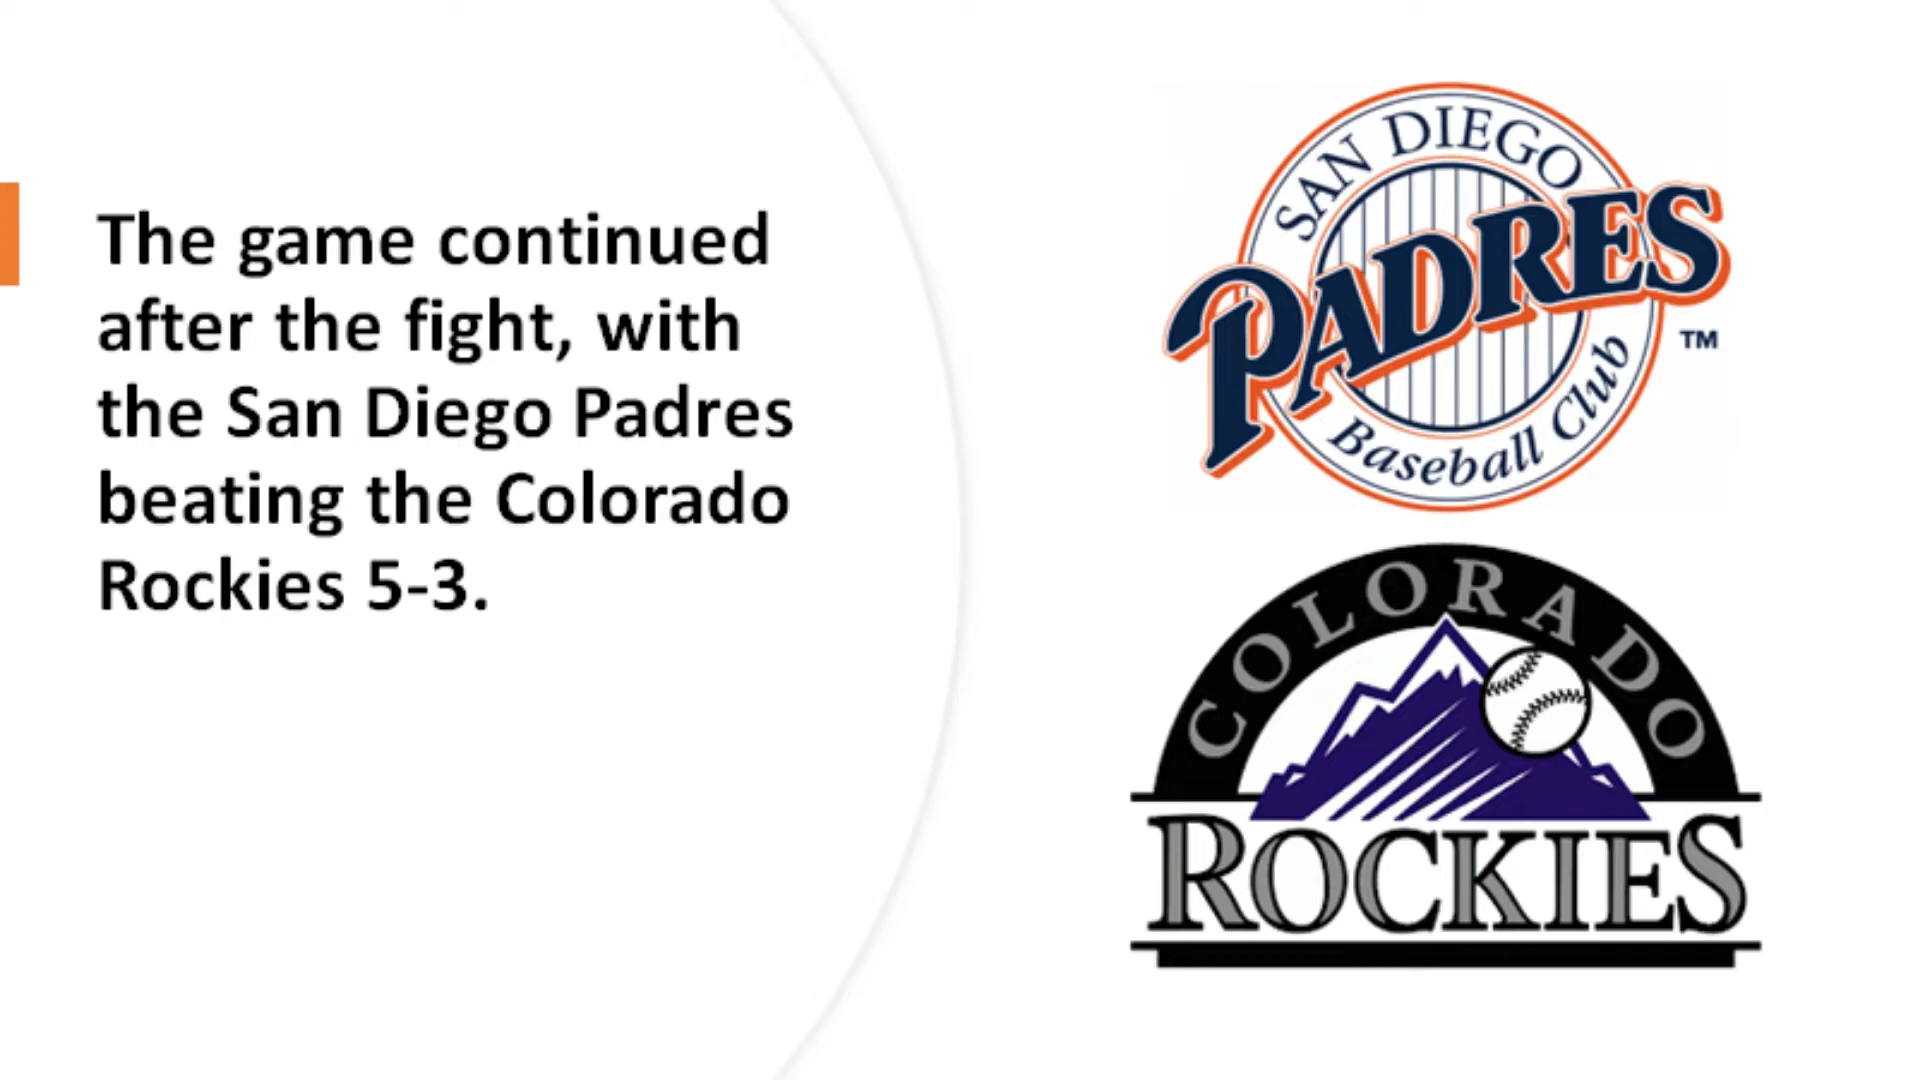 The game continued
after the fight, with
the San Diego Padres
beating the Colorado
Rockies 5-3.
SAN DIEGO
PADRES
Baseball Club
TM
COLORADO
ROCKIES